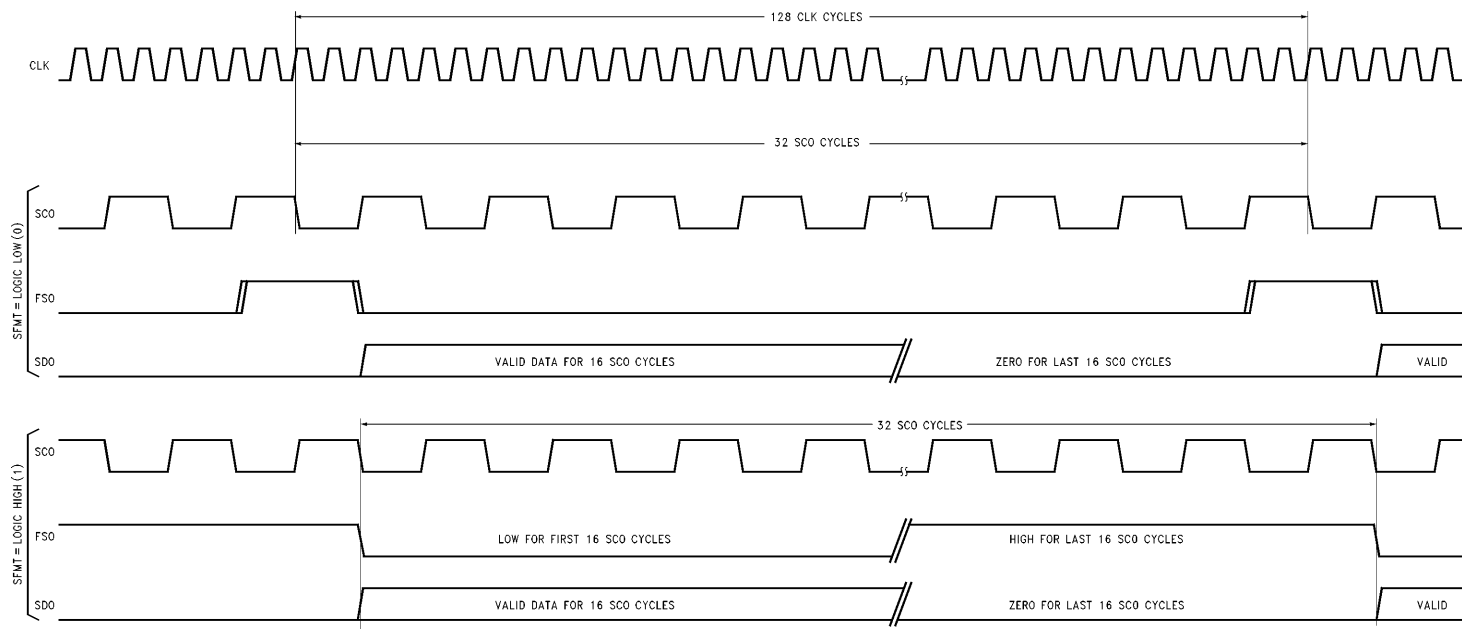 128 CLK CYCLES
CLK
32 SCO CYCLES
SFMT = LOGIC LOW (0)
SCO
FSO
SDO
VALID DATA FOR 16 SCO CYCLES
ZERO FOR LAST 16 SCO CYCLES
VALID
SFMT = LOGIC HIGH (1)
32 SCO CYCLES
SCO
FSO
LOW FOR FIRST 16 SCO CYCLES
HIGH FOR LAST 16 SCO CYCLES
SDO
VALID DATA FOR 16 SCO CYCLES
ZERO FOR LAST 16 SCO CYCLES
VALID